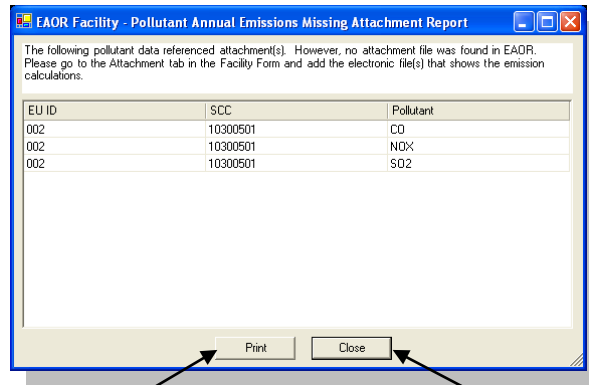 EAOR Facility - Pollutant Annual Emissions Missing Attachment Report
The following pollutant data referenced attachment(s). However, no attachment file was found in EAOR.
Please go to the Attachment tab in the Facility Form and add the electronic file(s) that shows the emission
calculations.
EU ID SCC Pollutant
002 10300501 CO
002 10300501 NOX
002 10300501 SO2
Print Close